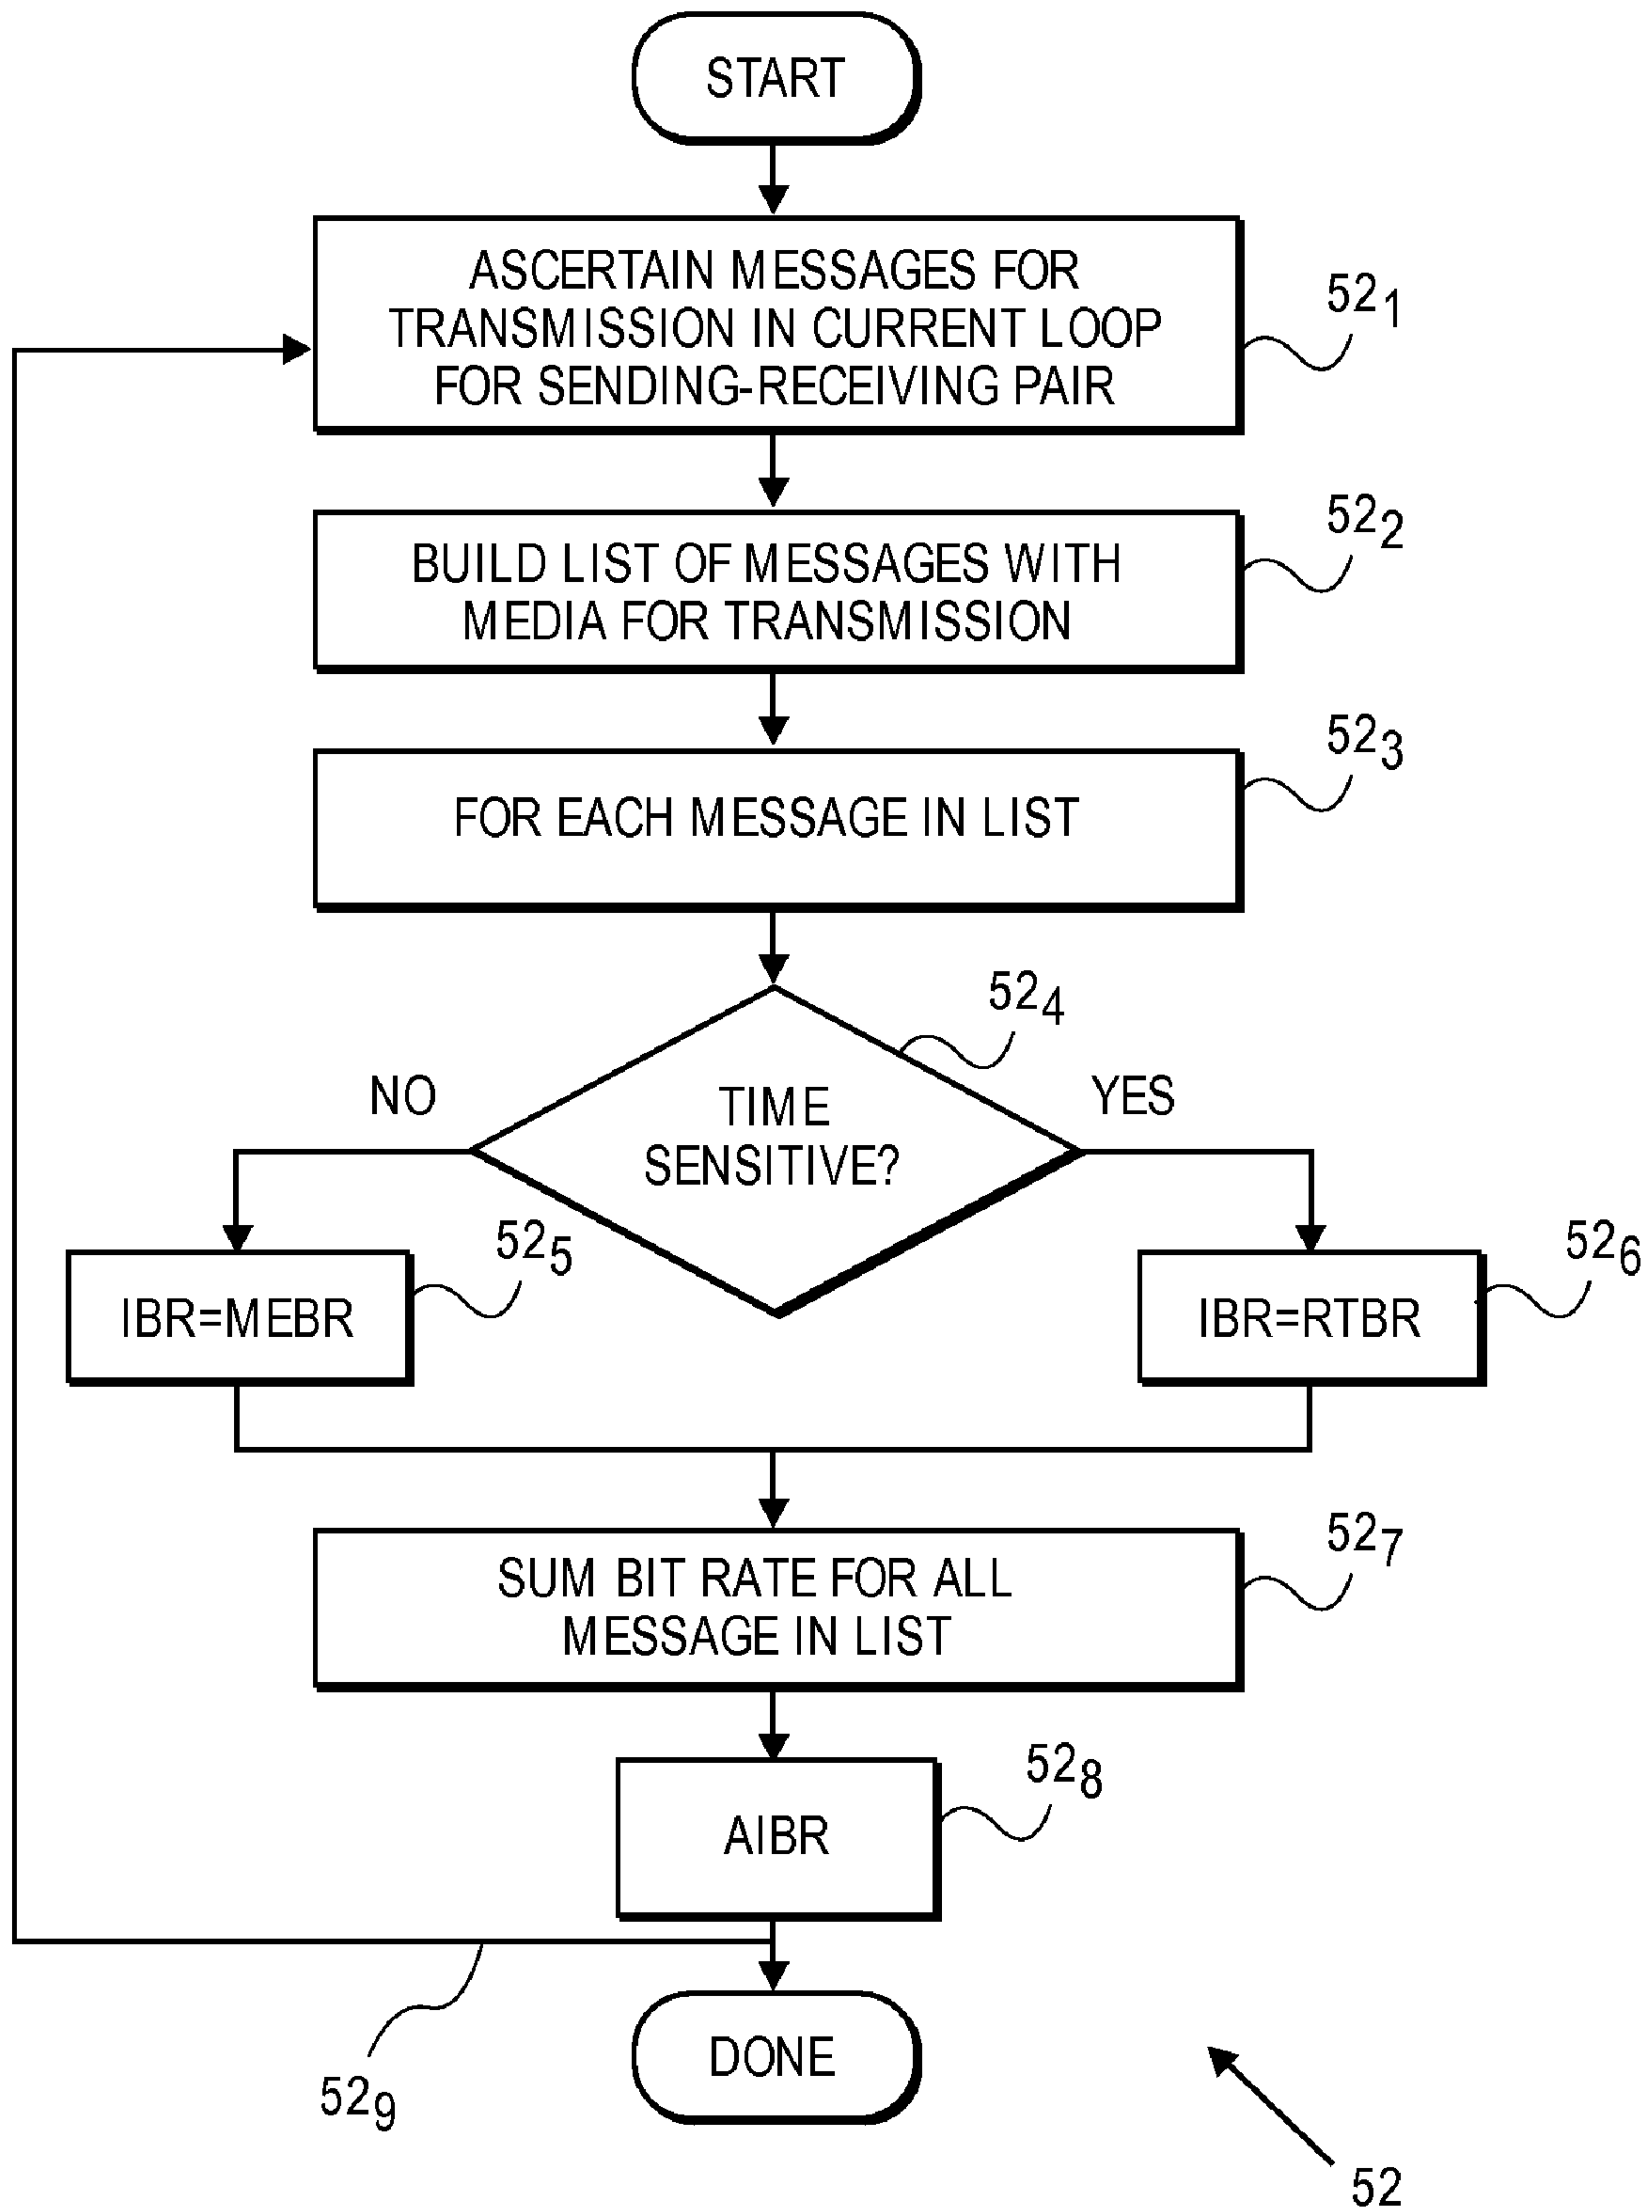 START
ASCERTAIN MESSAGES FOR
TRANSMISSION IN CURRENT LOOP
FOR SENDING-RECEIVING PAIR
52₁
BUILD LIST OF MESSAGES WITH
MEDIA FOR TRANSMISSION
52₂
FOR EACH MESSAGE IN LIST
52₃
TIME
SENSITIVE?
52₄
NO
YES
IBR=MEBR
52₅
IBR=RTBR
52₆
SUM BIT RATE FOR ALL
MESSAGE IN LIST
52₇
AIBR
52₈
DONE
52₉
52